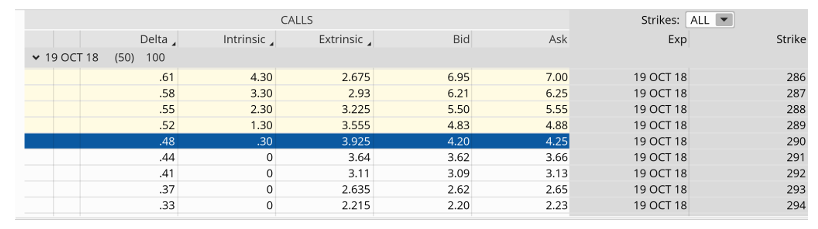 CALLS Strikes: ALL
Delta Intrinsic Extrinsic Bid Ask Exp Strike
19 OCT 18 (50) 100
.61 4.30 2.675 6.95 7.00 19 OCT 18 286
.58 3.30 2.93 6.21 6.25 19 OCT 18 287
.55 2.30 3.225 5.50 5.55 19 OCT 18 288
.52 1.30 3.555 4.83 4.88 19 OCT 18 289
.48 .30 3.925 4.20 4.25 19 OCT 18 290
.44 0 3.64 3.62 3.66 19 OCT 18 291
.41 0 3.11 3.09 3.13 19 OCT 18 292
.37 0 2.635 2.62 2.65 19 OCT 18 293
.33 0 2.215 2.20 2.23 19 OCT 18 294